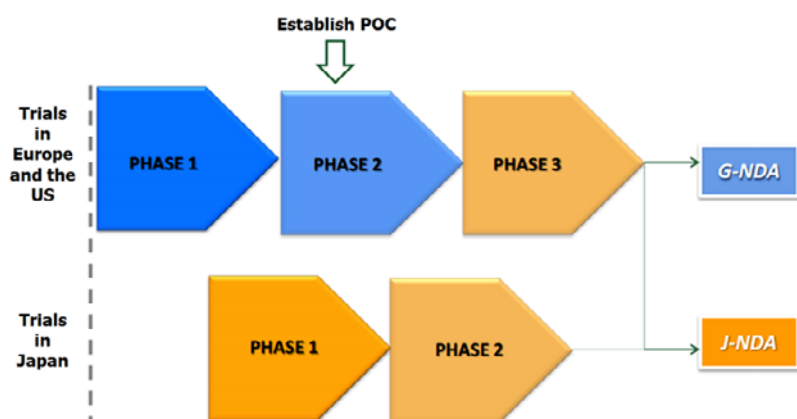 Establish POC
Trials
in
Europe
and the
US
PHASE 1
PHASE 2
PHASE 3
G-NDA
Trials
in
Japan
PHASE 1
PHASE 2
J-NDA